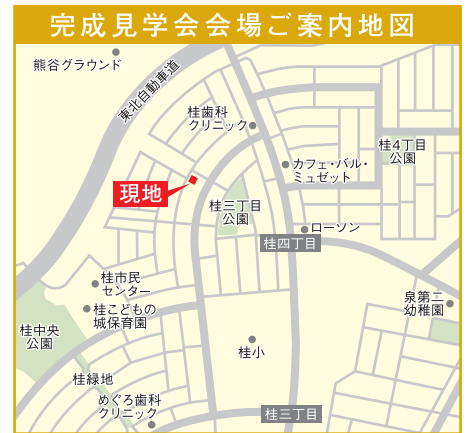 完成見学会会場ご案内地図
熊谷グラウンド
東北自動車道
桂歯科
クリニック
桂4丁目
公園
カフェ・バル・
ミュゼット
現地
桂三丁目
公園
ローソン
桂四丁目
桂市民
センター
泉第二
幼稚園
桂こどもの
城保育園
桂中央
公園
桂小
桂緑地
めぐろ歯科
クリニック
桂三丁目